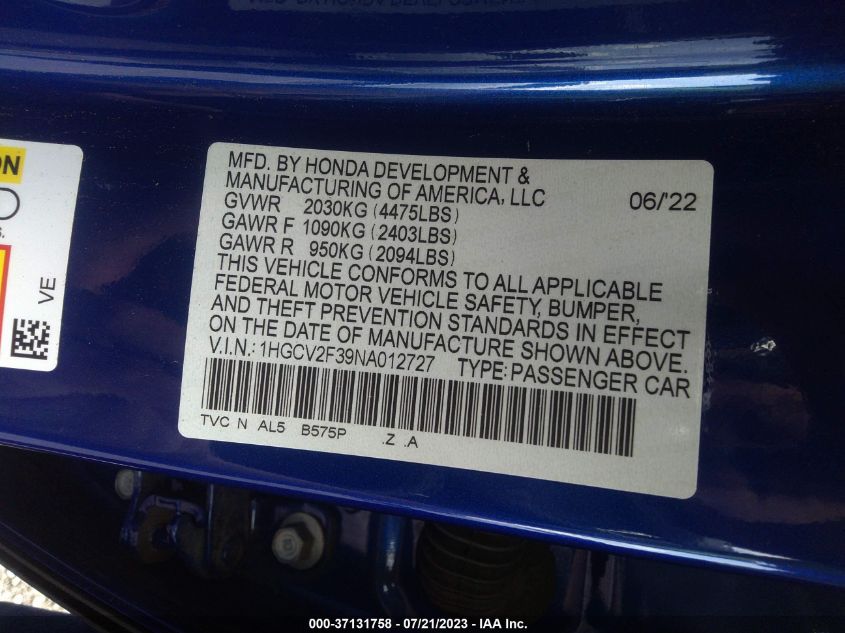 MFD. BY HONDA DEVELOPMENT &
MANUFACTURING OF AMERICA, LLC 06/'22
GVWR 2030KG (4475LBS)
GAWR F 1090KG (2403LBS)
GAWR R 950KG (2094LBS)
THIS VEHICLE CONFORMS TO ALL APPLICABLE
FEDERAL MOTOR VEHICLE SAFETY, BUMPER,
AND THEFT PREVENTION STANDARDS IN EFFECT
ON THE DATE OF MANUFACTURE SHOWN ABOVE.
V.I.N.: 1HGCV2F39NA012727 TYPE: PASSENGER CAR
TVC N AL5 B575P .Z .A
VE
000-37131758 - 07/21/2023 - IAA Inc.